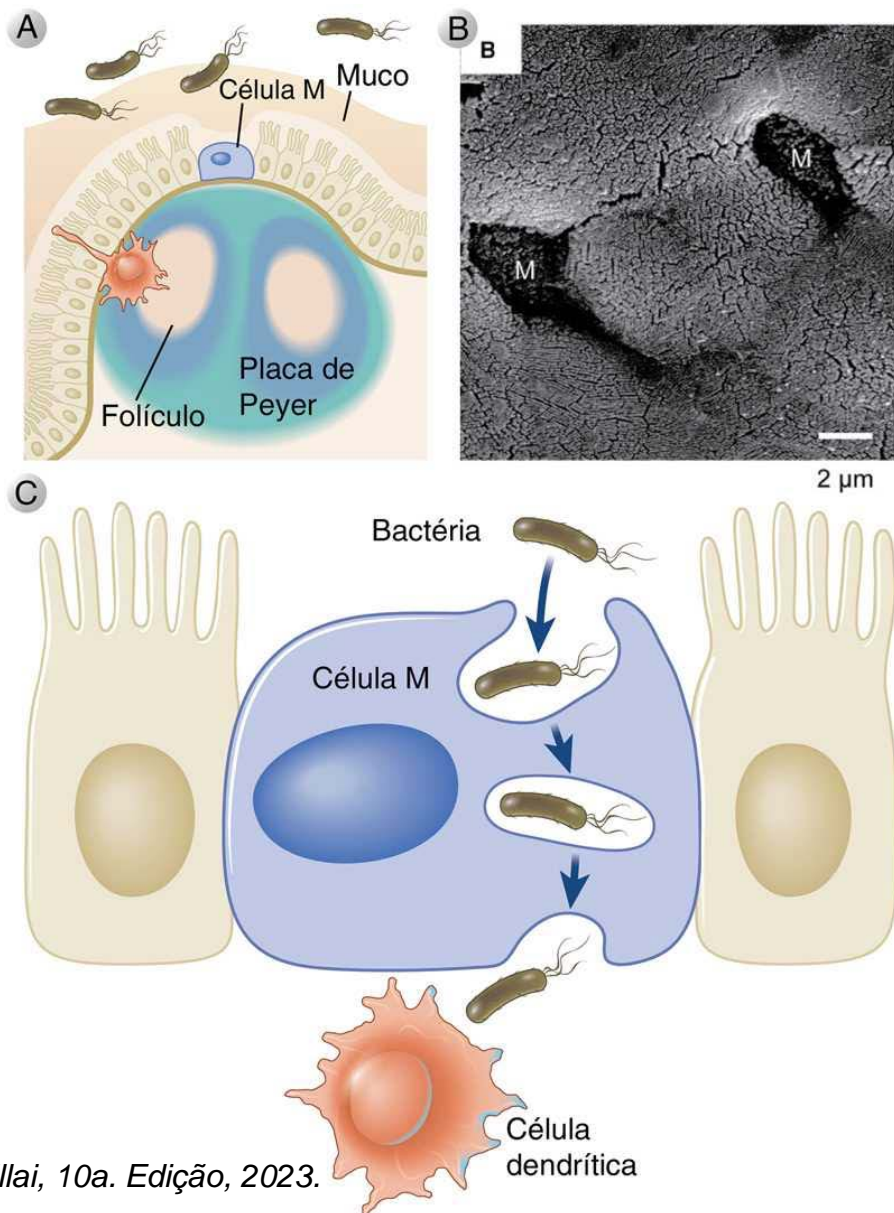 A
Célula M
Muco
Folículo
Placa de
Peyer
B
B
M
M
2 µm
C
Bactéria
Célula M
Célula
dendrítica
llai, 10a. Edição, 2023.